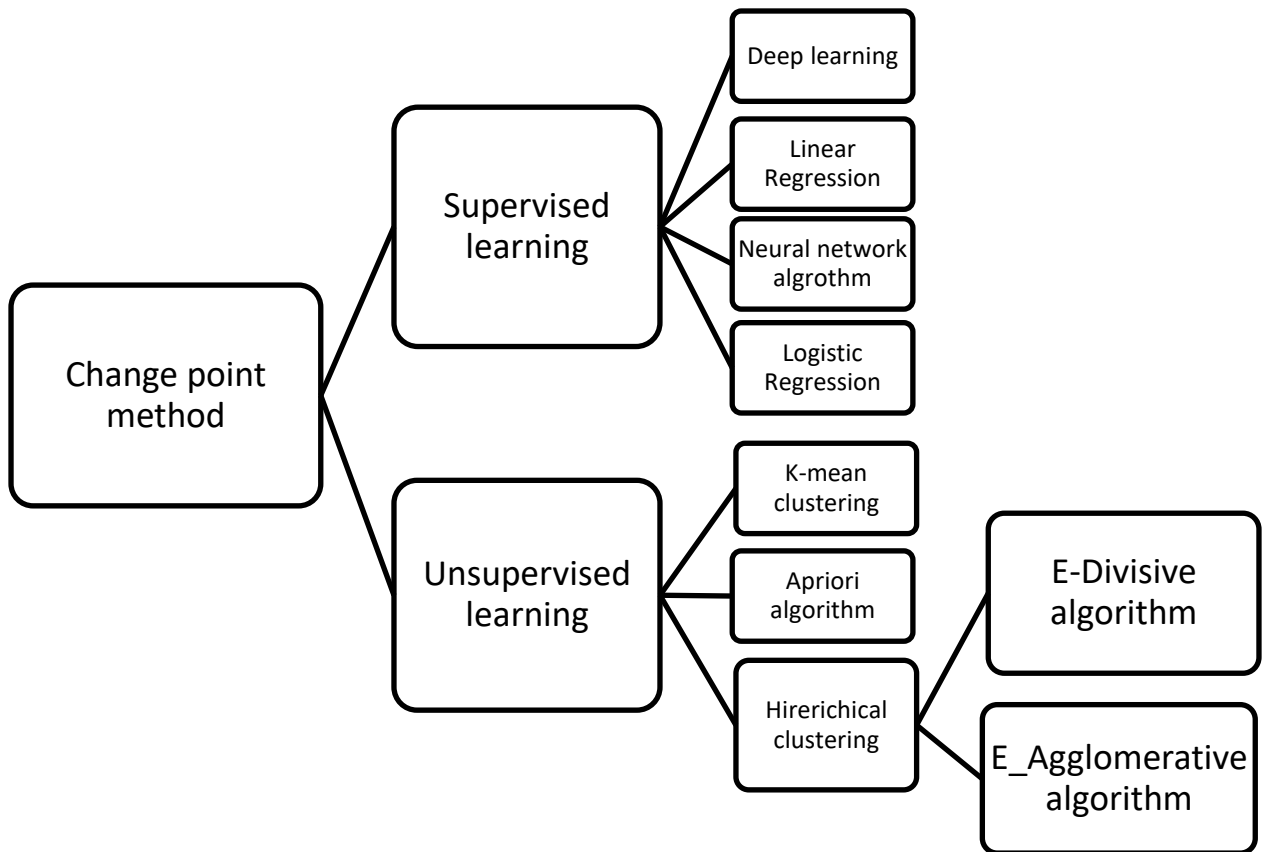 Change point
method
Supervised
learning
Deep learning
Linear
Regression
Neural network
algrothm
Logistic
Regression
Unsupervised
learning
K-mean
clustering
Apriori
algorithm
Hirerichical
clustering
E-Divisive
algorithm
E_Agglomerative
algorithm